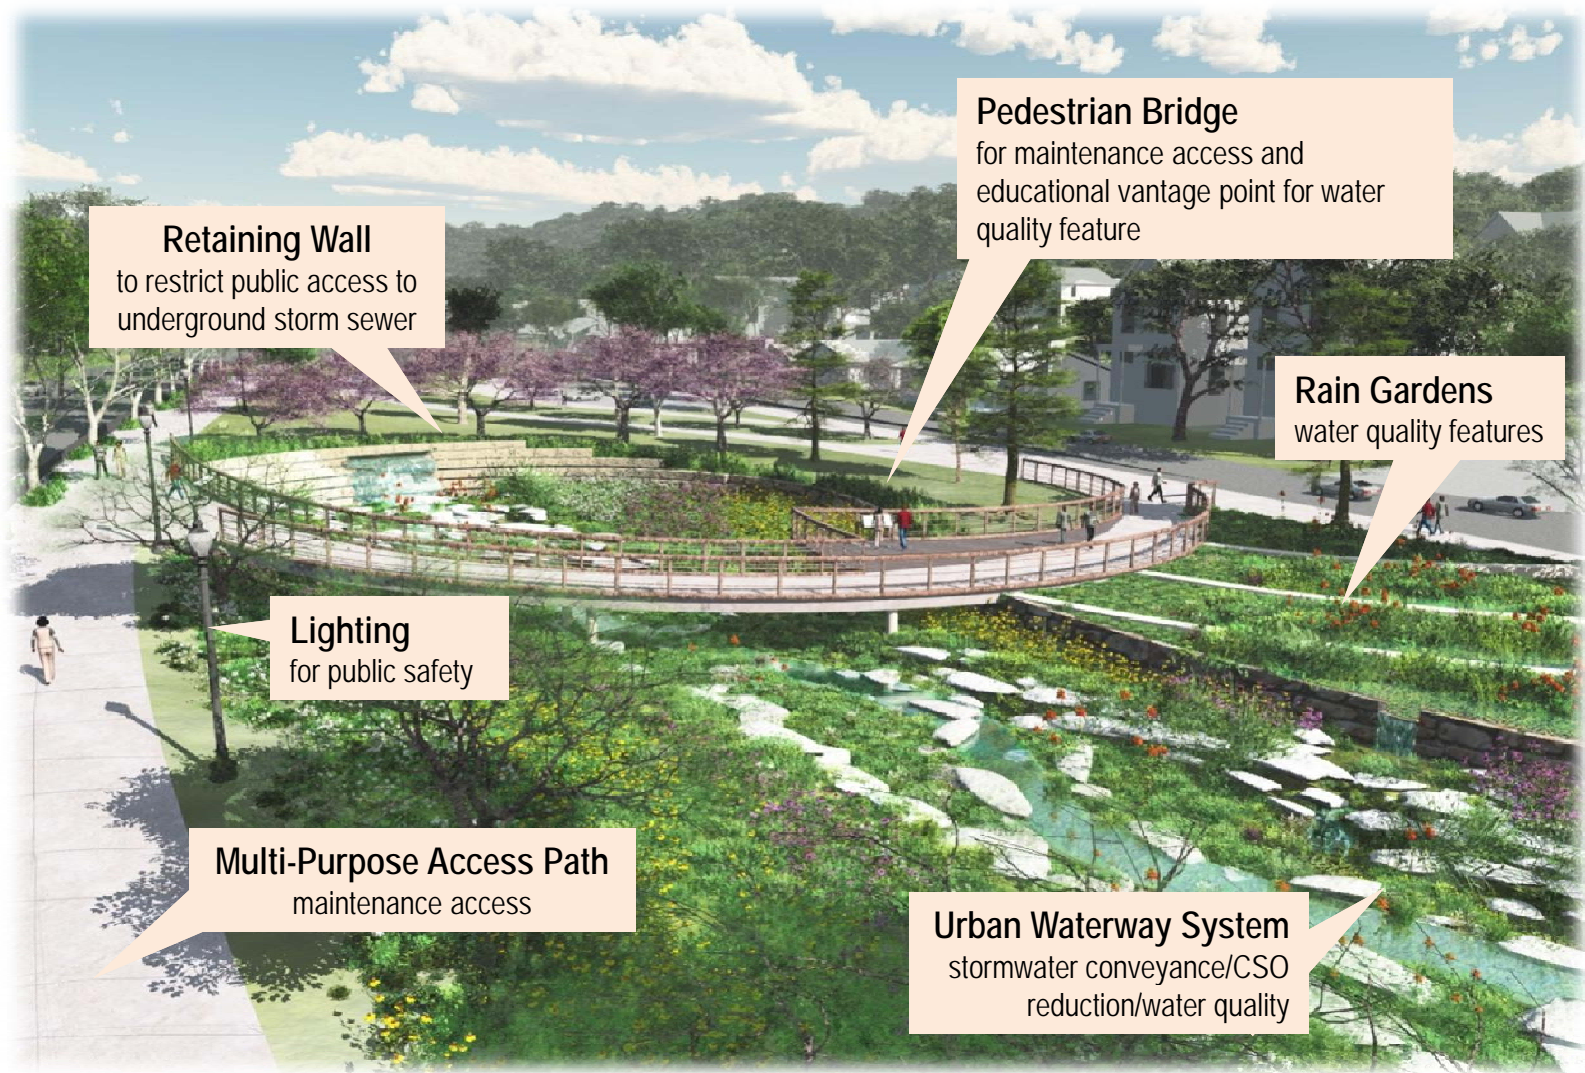 Pedestrian Bridge
for maintenance access and
educational vantage point for water
quality feature
Retaining Wall
to restrict public access to
underground storm sewer
Rain Gardens
water quality features
Lighting
for public safety
Multi-Purpose Access Path
maintenance access
Urban Waterway System
stormwater conveyance/CSO
reduction/water quality